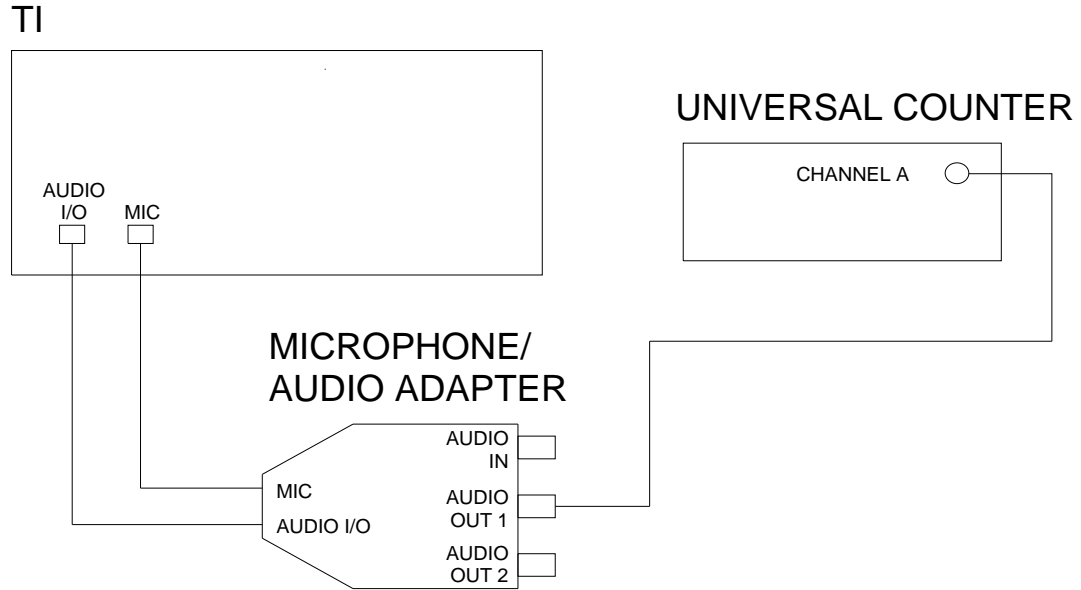 TI
UNIVERSAL COUNTER
CHANNEL A
AUDIO
I/O
MIC
MICROPHONE/
AUDIO ADAPTER
AUDIO
IN
MIC
AUDIO
OUT 1
AUDIO I/O
AUDIO
OUT 2